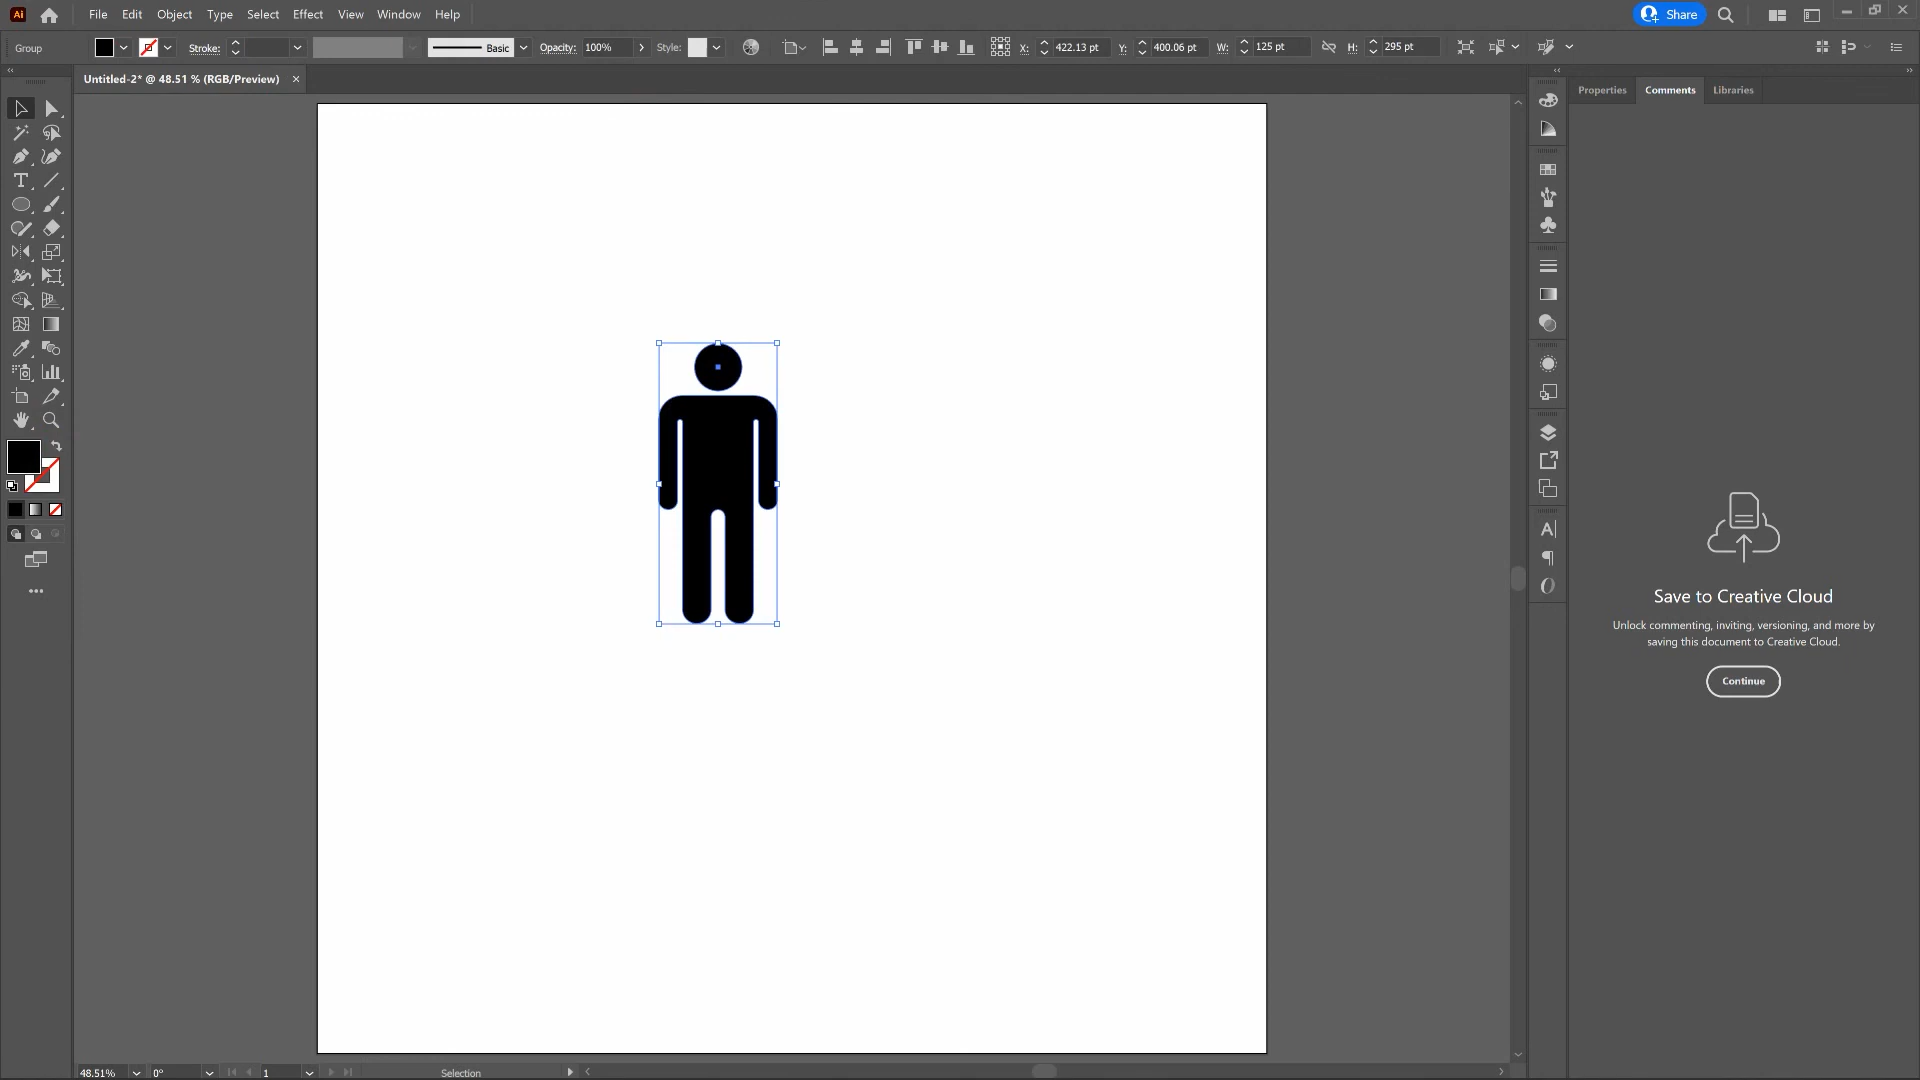 Ai File Edit Object Type Select Effect View Window Help Share
Group Stroke: Basic Opacity: 100% Style: X: 422.13 pt Y: 400.06 pt W: 125 pt H: 295 pt
Untitled-2* @ 48.51 % (RGB/Preview) ×
Properties Comments Libraries
Save to Creative Cloud
Unlock commenting, inviting, versioning, and more by
saving this document to Creative Cloud.
Continue
48.51% 0° 1 Selection